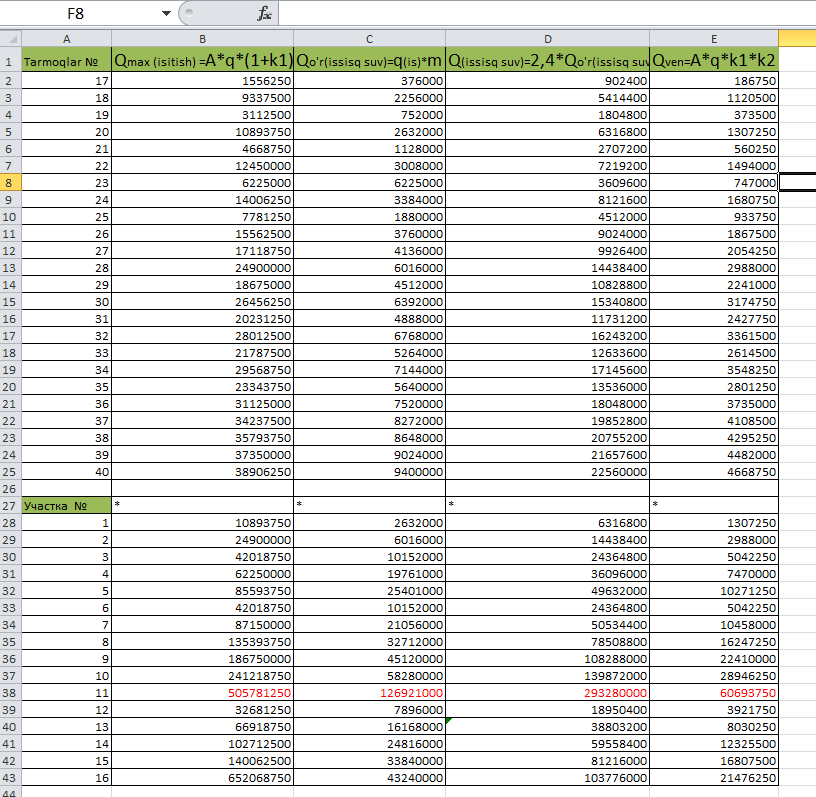 F8 fx
A B C D E
1 Tarmoqlar № Qmax (isitish) =A*q*(1+k1) Qo'r(issisq suv)=q(is)*m Q(issisq suv)=2,4*Qo'r(issisq suv Qven=A*q*k1*k2
2 17 1556250 376000 902400 186750
3 18 9337500 2256000 5414400 1120500
4 19 3112500 752000 1804800 373500
5 20 10893750 2632000 6316800 1307250
6 21 4668750 1128000 2707200 560250
7 22 12450000 3008000 7219200 1494000
8 23 6225000 6225000 3609600 747000
9 24 14006250 3384000 8121600 1680750
10 25 7781250 1880000 4512000 933750
11 26 15562500 3760000 9024000 1867500
12 27 17118750 4136000 9926400 2054250
13 28 24900000 6016000 14438400 2988000
14 29 18675000 4512000 10828800 2241000
15 30 26456250 6392000 15340800 3174750
16 31 20231250 4888000 11731200 2427750
17 32 28012500 6768000 16243200 3361500
18 33 21787500 5264000 12633600 2614500
19 34 29568750 7144000 17145600 3548250
20 35 23343750 5640000 13536000 2801250
21 36 31125000 7520000 18048000 3735000
22 37 34237500 8272000 19852800 4108500
23 38 35793750 8648000 20755200 4295250
24 39 37350000 9024000 21657600 4482000
25 40 38906250 9400000 22560000 4668750
26
27 Участка № * * * *
28 1 10893750 2632000 6316800 1307250
29 2 24900000 6016000 14438400 2988000
30 3 42018750 10152000 24364800 5042250
31 4 62250000 19761000 36096000 7470000
32 5 85593750 25401000 49632000 10271250
33 6 42018750 10152000 24364800 5042250
34 7 87150000 21056000 50534400 10458000
35 8 135393750 32712000 78508800 16247250
36 9 186750000 45120000 108288000 22410000
37 10 241218750 58280000 139872000 28946250
38 11 505781250 126921000 293280000 60693750
39 12 32681250 7896000 18950400 3921750
40 13 66918750 16168000 38803200 8030250
41 14 102712500 24816000 59558400 12325500
42 15 140062500 33840000 81216000 16807500
43 16 652068750 43240000 103776000 21476250
44